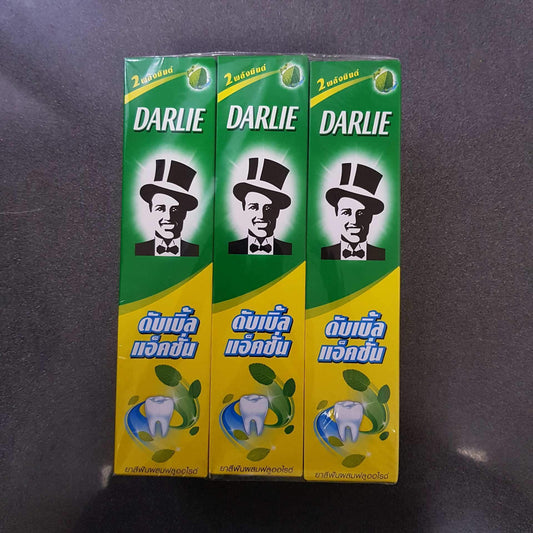 2 พลังมินต์
DARLIE
ดับเบิ้ล
แอ็คชั่น
ยาสีฟันผสมฟลูออไรด์
2 พลังมินต์
DARLIE
ดับเบิ้ล
แอ็คชั่น
ยาสีฟันผสมฟลูออไรด์
2 พลังมินต์
DARLIE
ดับเบิ้ล
แอ็คชั่น
ยาสีฟันผสมฟลูออไรด์